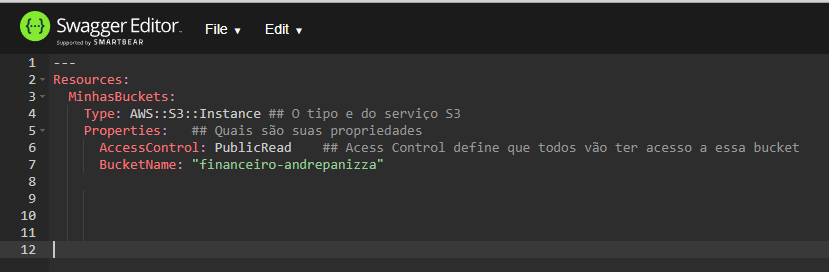 Swagger Editor
Supported by SMARTBEAR
File ▼ Edit ▼
1 ---
2 Resources:
3 MinhasBuckets:
4 Type: AWS::S3::Instance ## O tipo e do serviço S3
5 Properties: ## Quais são suas propriedades
6 AccessControl: PublicRead ## Acess Control define que todos vão ter acesso a essa bucket
7 BucketName: "financeiro-andrepanizza"
8
9
10
11
12